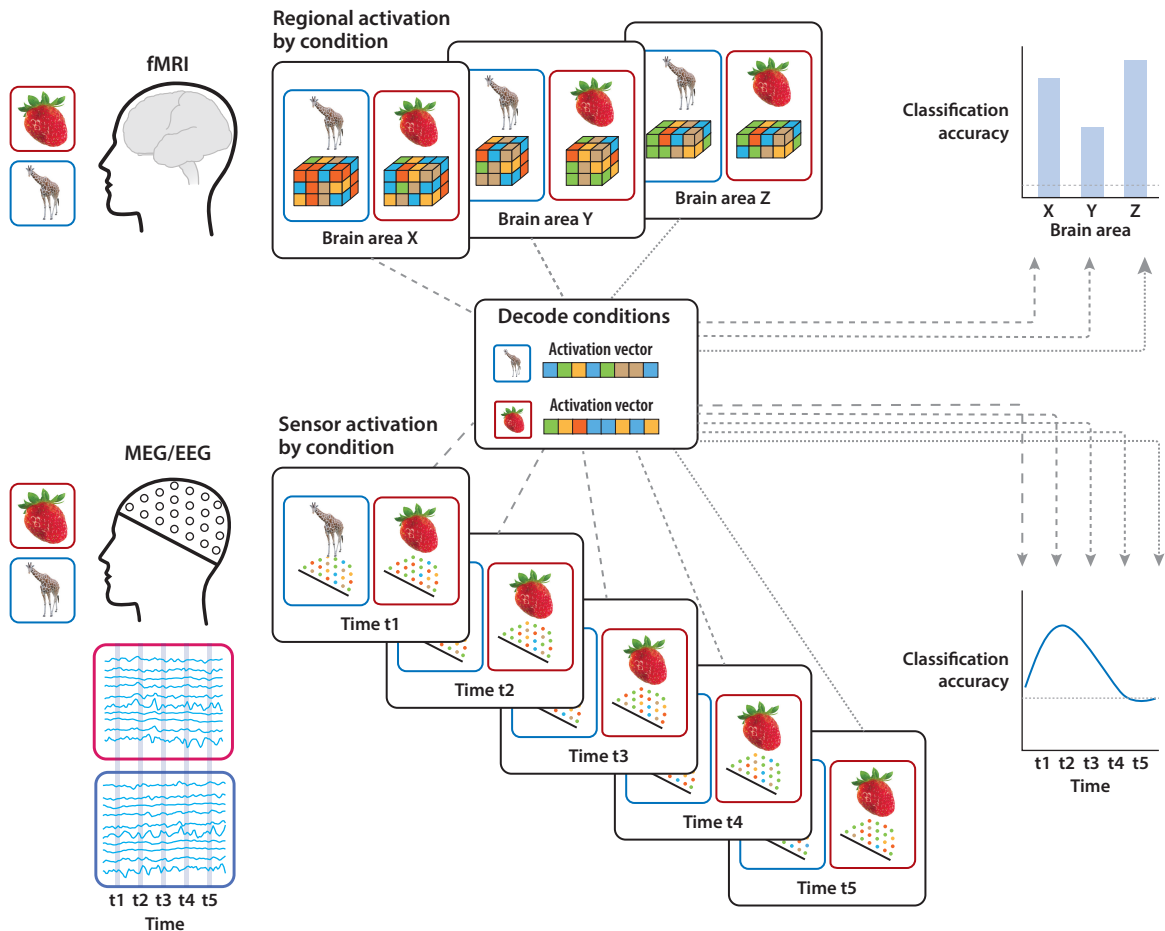 Regional activation
by condition
fMRI
Brain area X
Brain area Y
Brain area Z
Classification
accuracy
X Y Z
Brain area
Decode conditions
Activation vector
Activation vector
Sensor activation
by condition
MEG/EEG
Time t1
Time t2
Time t3
Time t4
Time t5
t1 t2 t3 t4 t5
Time
Classification
accuracy
t1 t2 t3 t4 t5
Time